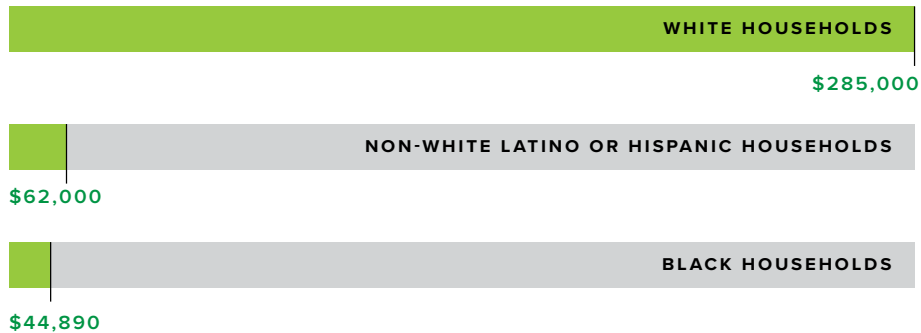 WHITE HOUSEHOLDS
$285,000
NON-WHITE LATINO OR HISPANIC HOUSEHOLDS
$62,000
BLACK HOUSEHOLDS
$44,890